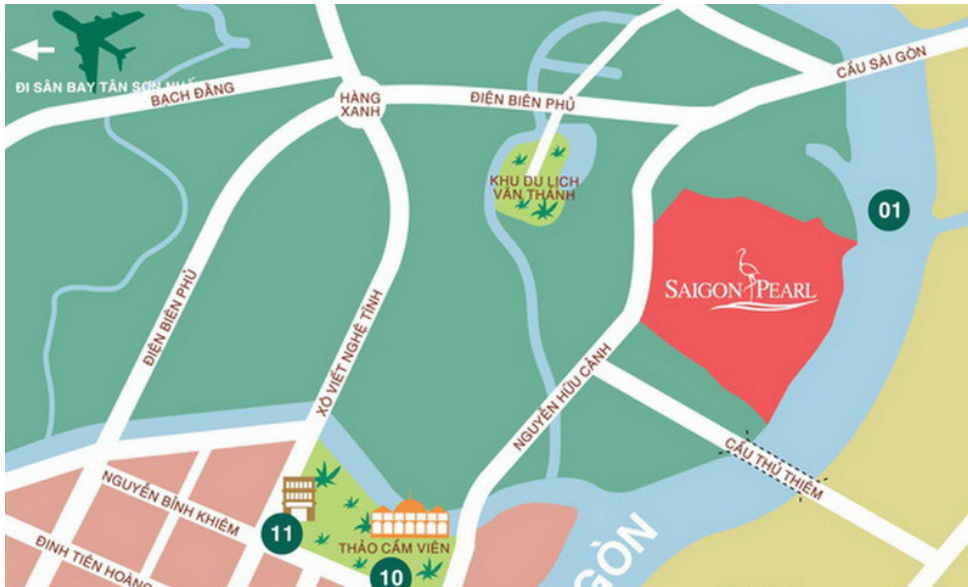 ĐI SÂN BAY TÂN SƠN
BẠCH ĐẰNG
HÀNG
XANH
ĐIỆN BIÊN PHỦ
CẦU SÀI GÒN
KHU DU LỊCH
VĂN THÁNH
01
SAIGON PEARL
ĐIỆN BIÊN PHỦ
XÔ VIẾT NGHỆ TĨNH
NGUYỄN HỮU CẢNH
CẦU THỦ THIÊM
NGUYỄN BỈNH KHIÊM
11
THẢO CẦM VIÊN
ĐINH TIÊN HOÀNG
10
GÒN